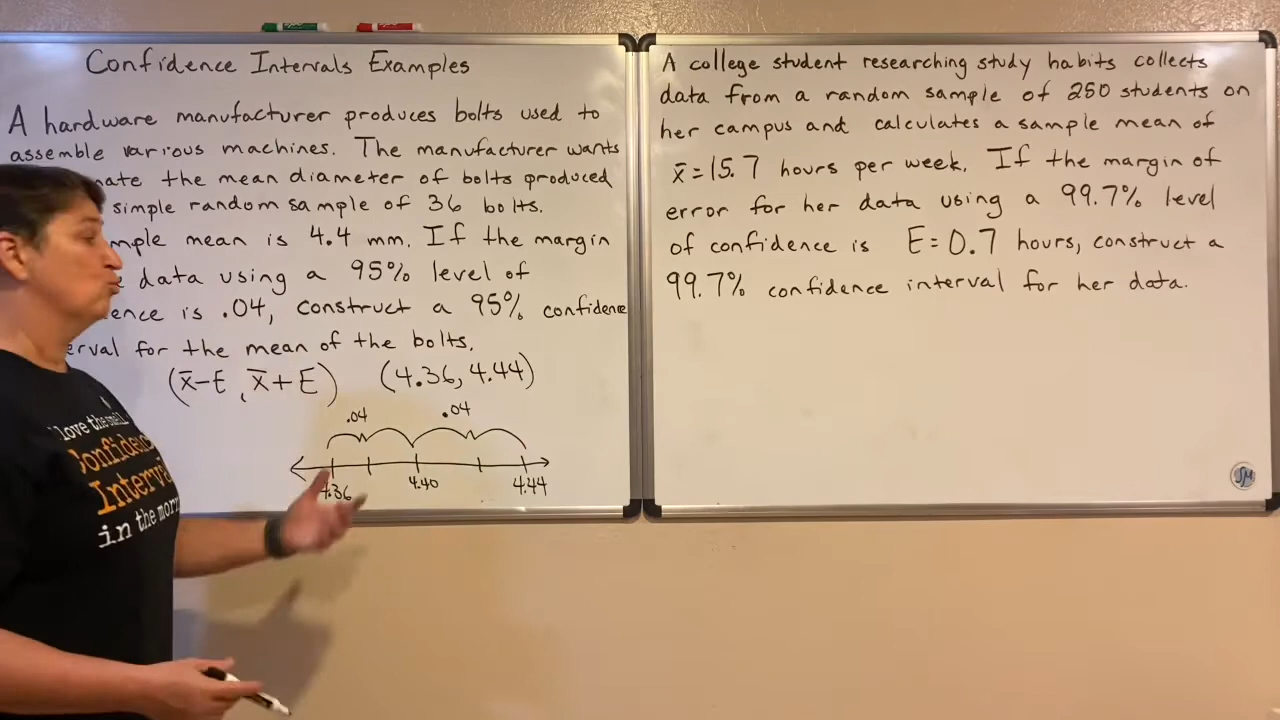 Confidence Intervals Examples
A hardware manufacturer produces bolts used to
assemble various machines. The manufacturer wants
mate the mean diameter of bolts produced
simple random sample of 36 bolts.
mple mean is 4.4 mm. If the margin
data using a 95% level of
ence is .04, construct a 95% confidence
erval for the mean of the bolts.
(x̄-E, x̄+E) (4.36, 4.44)
.04 .04
4.36 4.40 4.44
A college student researching study habits collects
data from a random sample of 250 students on
her campus and calculates a sample mean of
x̄=15.7 hours per week. If the margin of
error for her data using a 99.7% level
of confidence is E=0.7 hours, construct a
99.7% confidence interval for her data.
love the smell
Confidenc
Interva
in the morn